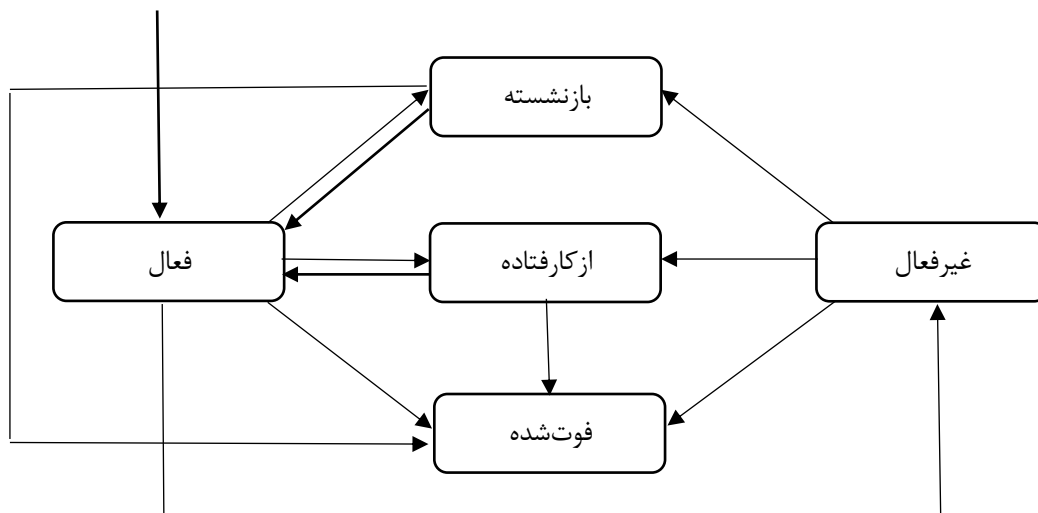 بازنشسته
فعال
ازکارفتاده
غیرفعال
فوت‌شده